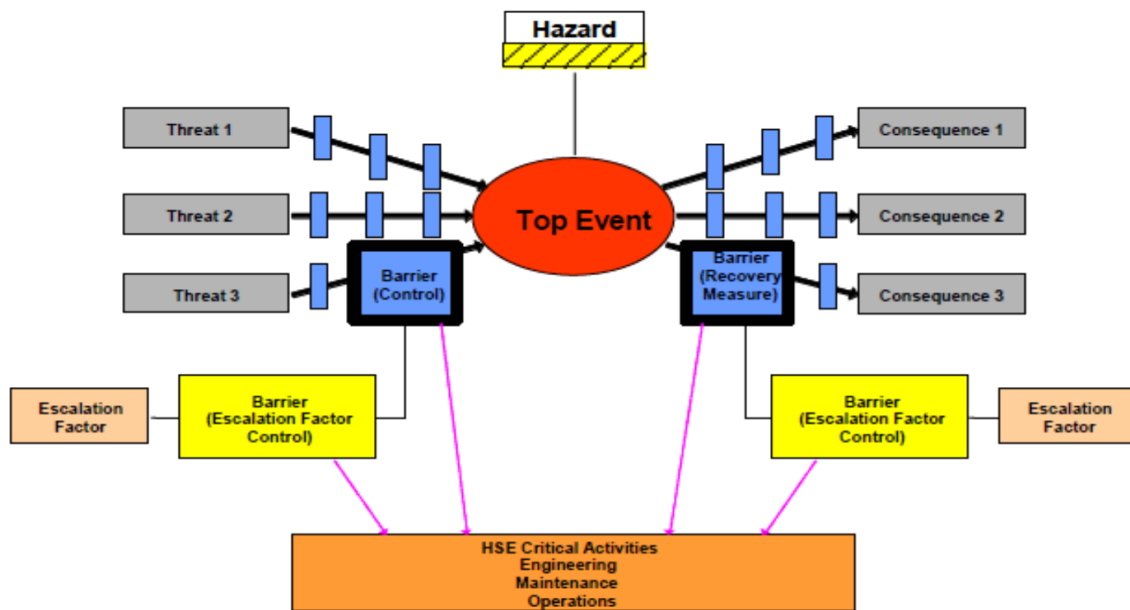 Hazard
Threat 1
Consequence 1
Threat 2
Top Event
Consequence 2
Threat 3
Barrier
(Control)
Barrier
(Recovery
Measure)
Consequence 3
Escalation
Factor
Barrier
(Escalation Factor
Control)
Barrier
(Escalation Factor
Control)
Escalation
Factor
HSE Critical Activities
Engineering
Maintenance
Operations